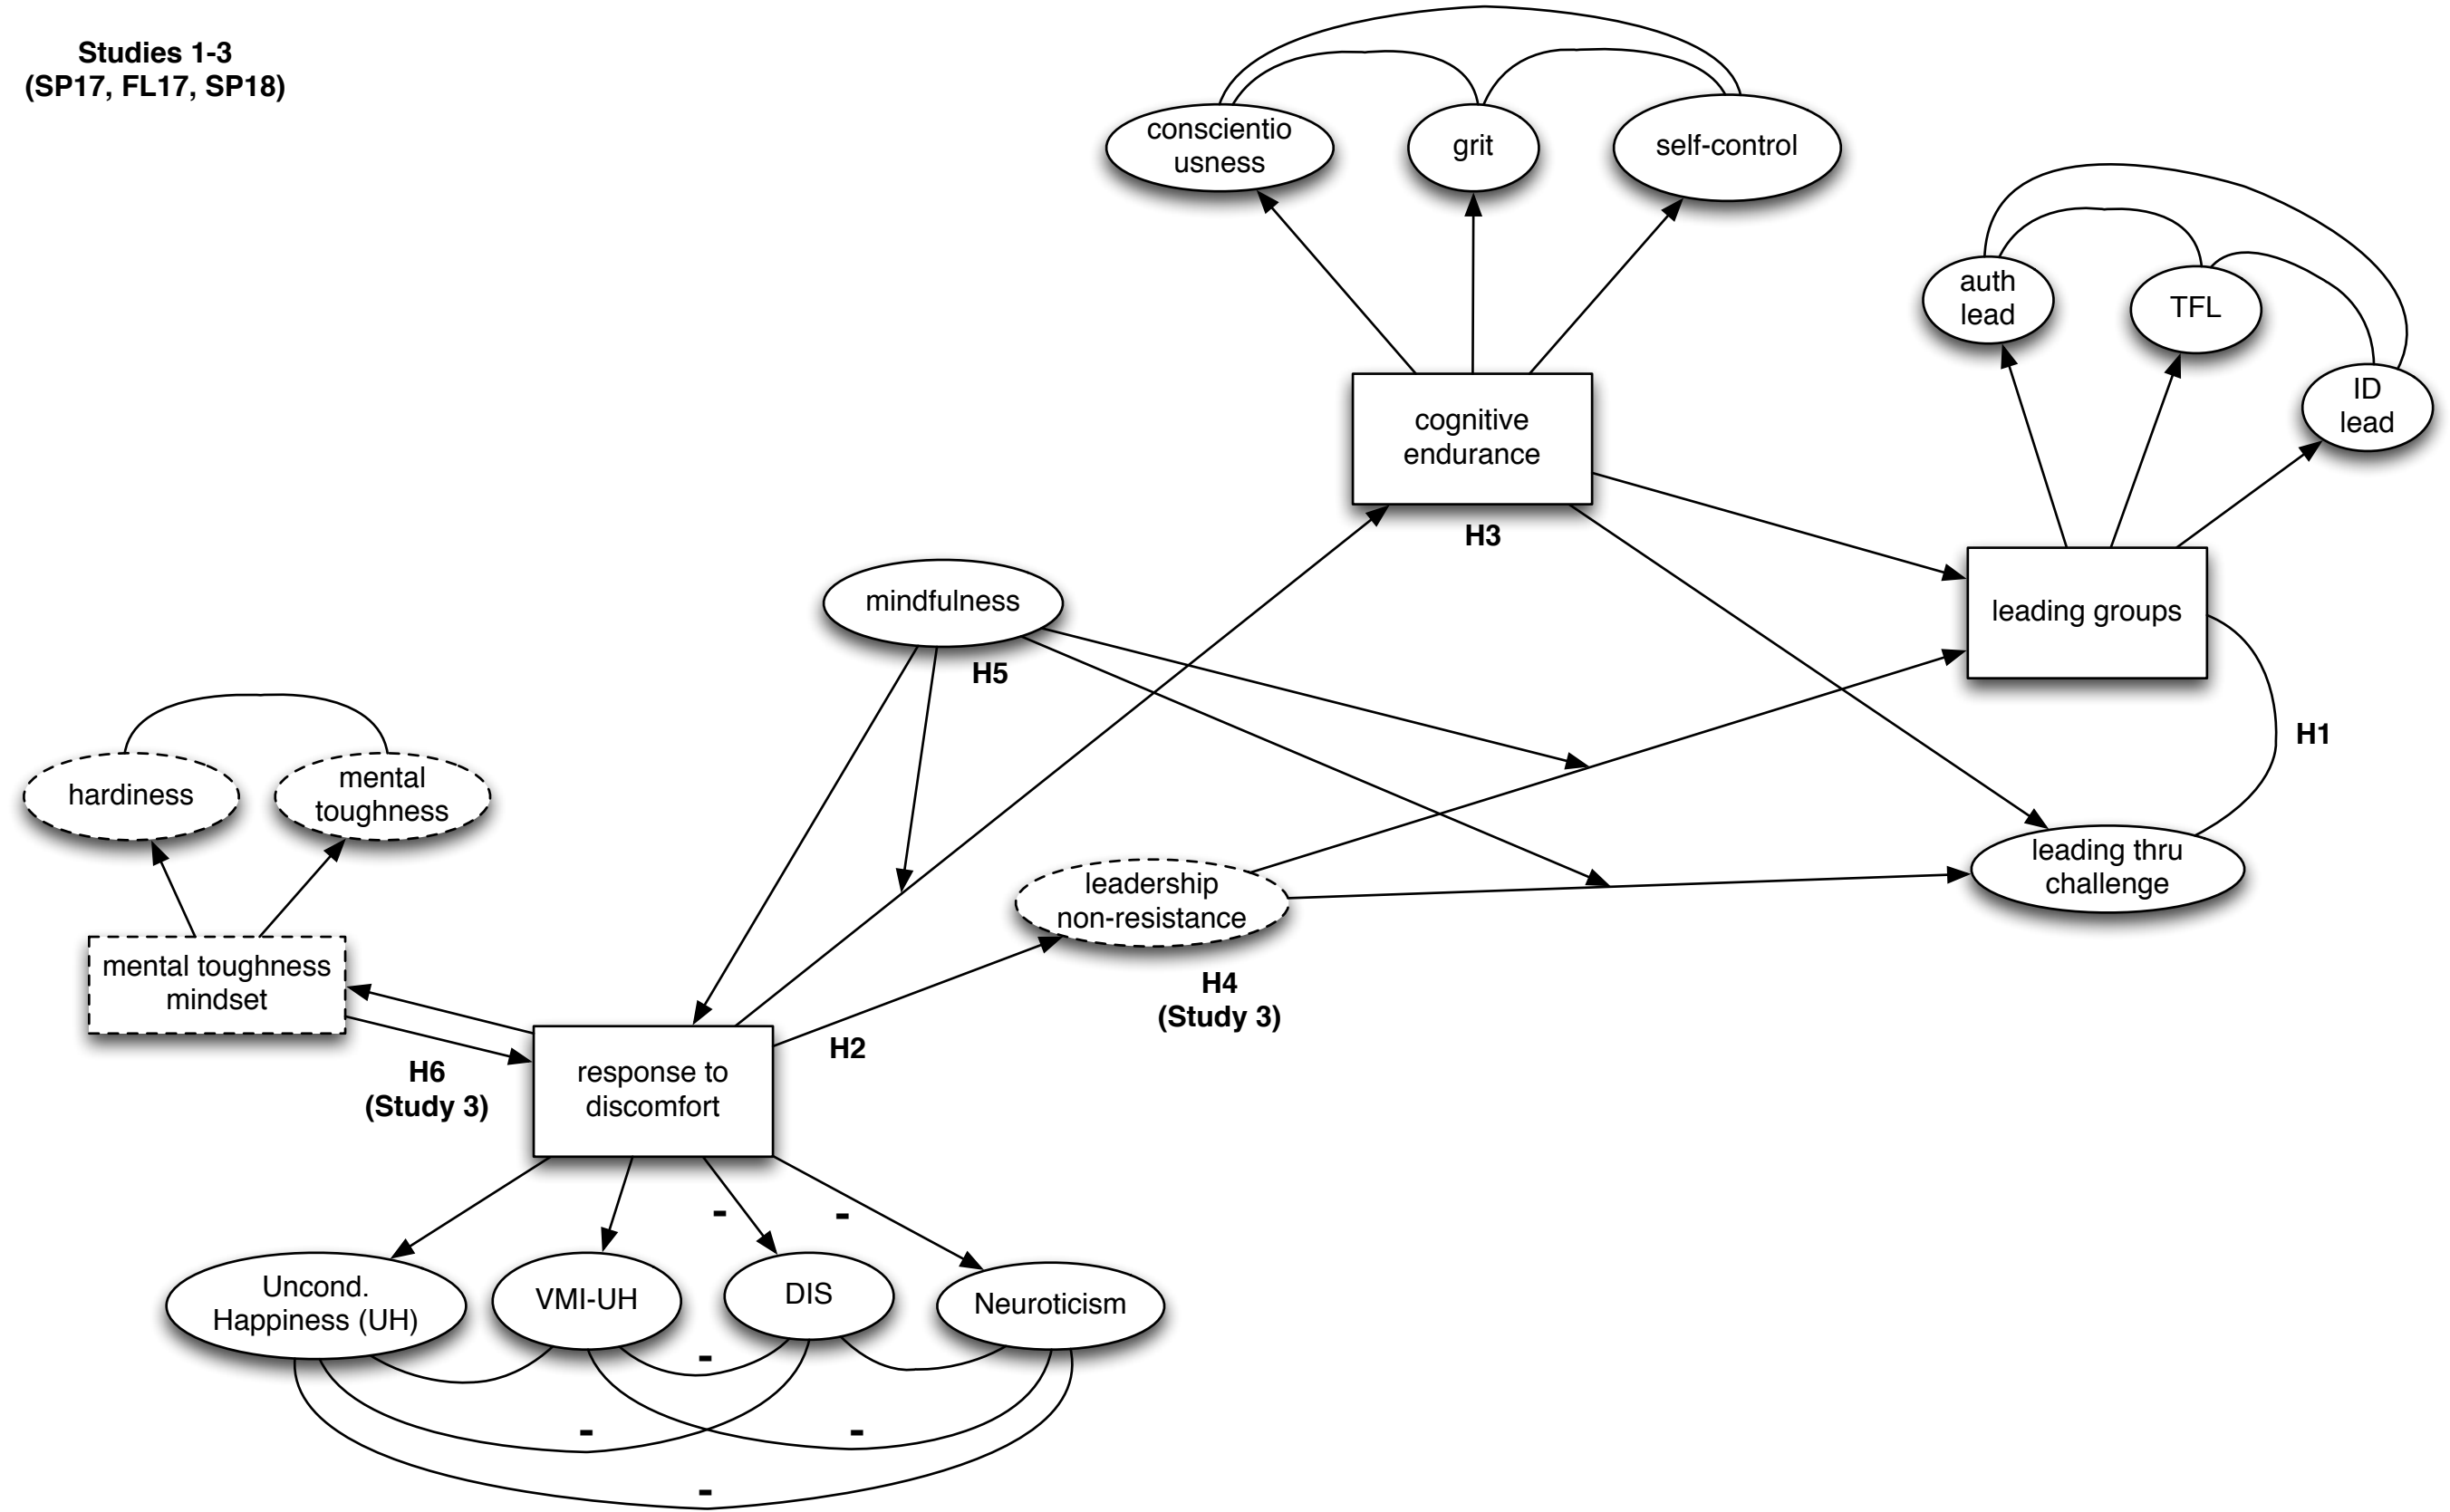 Studies 1-3
(SP17, FL17, SP18)
conscientio
usness
grit
self-control
auth
lead
TFL
ID
lead
cognitive
endurance
H3
leading groups
mindfulness
H5
H1
hardiness
mental
toughness
leading thru
challenge
leadership
non-resistance
H4
(Study 3)
mental toughness
mindset
H2
H6
(Study 3)
response to
discomfort
-
-
Uncond.
Happiness (UH)
VMI-UH
DIS
Neuroticism
-
-
-
-